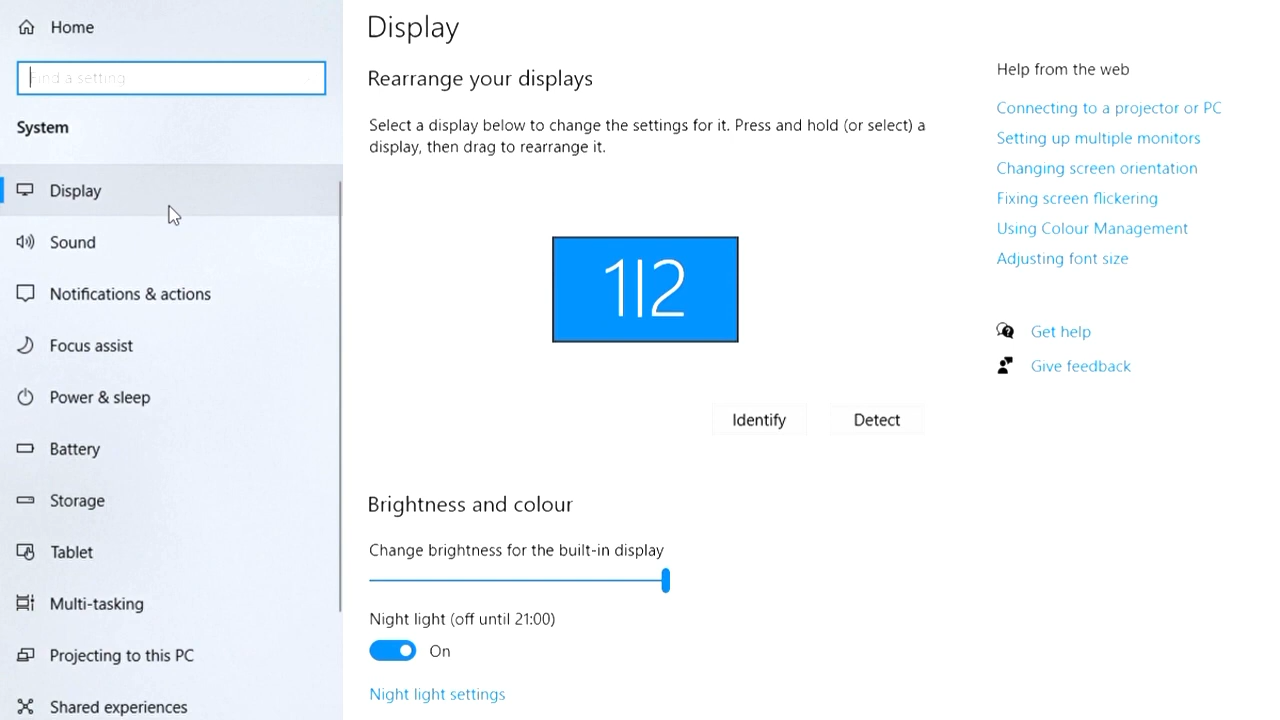 Home
Find a setting
System
Display
Sound
Notifications & actions
Focus assist
Power & sleep
Battery
Storage
Tablet
Multi-tasking
Projecting to this PC
Shared experiences
Display
Rearrange your displays
Select a display below to change the settings for it. Press and hold (or select) a
display, then drag to rearrange it.
1|2
Identify
Detect
Brightness and colour
Change brightness for the built-in display
Night light (off until 21:00)
On
Night light settings
Help from the web
Connecting to a projector or PC
Setting up multiple monitors
Changing screen orientation
Fixing screen flickering
Using Colour Management
Adjusting font size
Get help
Give feedback